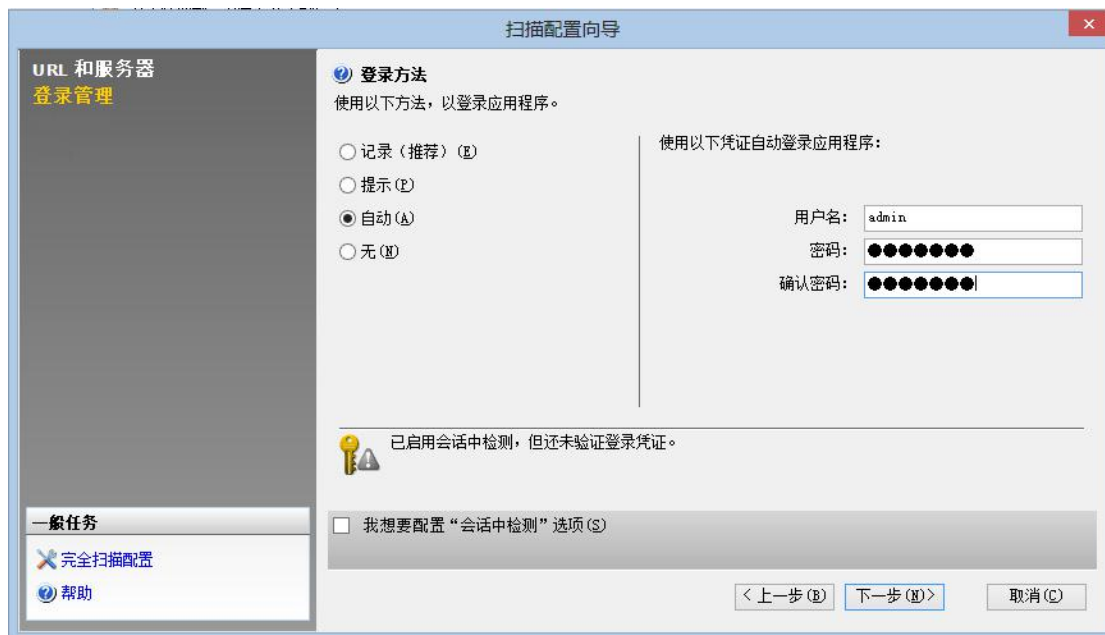 扫描配置向导
URL 和服务器
登录管理
登录方法
使用以下方法，以登录应用程序。
记录（推荐）(E)
提示(P)
自动(A)
无(N)
使用以下凭证自动登录应用程序：
用户名： admin
密码： ●●●●●●●
确认密码： ●●●●●●●
已启用会话中检测，但还未验证登录凭证。
一般任务
完全扫描配置
帮助
我想要配置“会话中检测”选项(S)
<上一步(B)
下一步(N)>
取消(C)